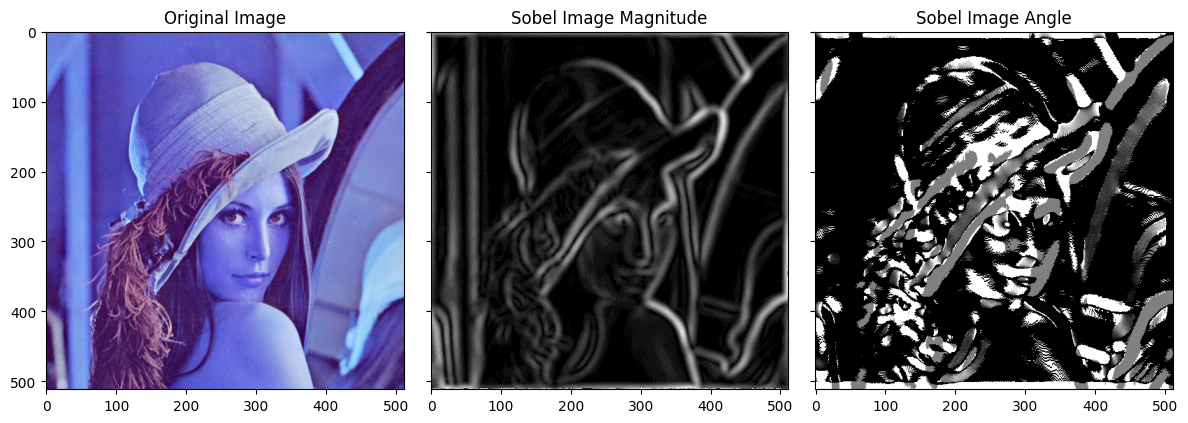 Original Image
Sobel Image Magnitude
Sobel Image Angle
0
100
200
300
400
500
0 100 200 300 400 500
0 100 200 300 400 500
0 100 200 300 400 500